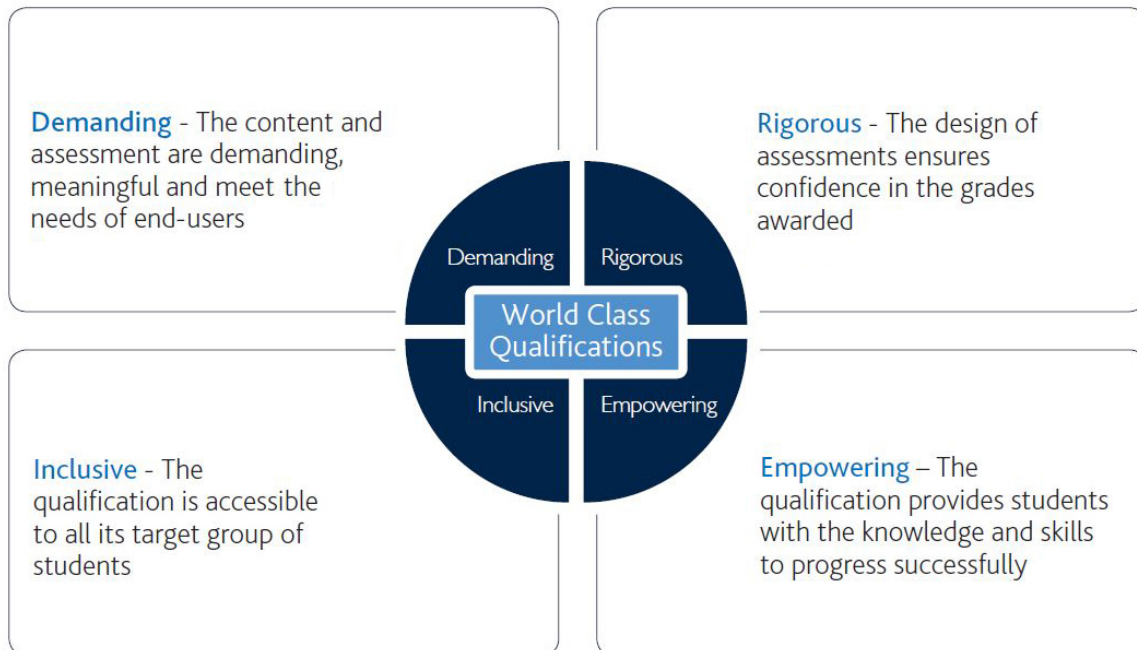 Demanding - The content and
assessment are demanding,
meaningful and meet the
needs of end-users
Rigorous - The design of
assessments ensures
confidence in the grades
awarded
Demanding
Rigorous
World Class
Qualifications
Inclusive
Empowering
Inclusive - The
qualification is accessible
to all its target group of
students
Empowering – The
qualification provides students
with the knowledge and skills
to progress successfully